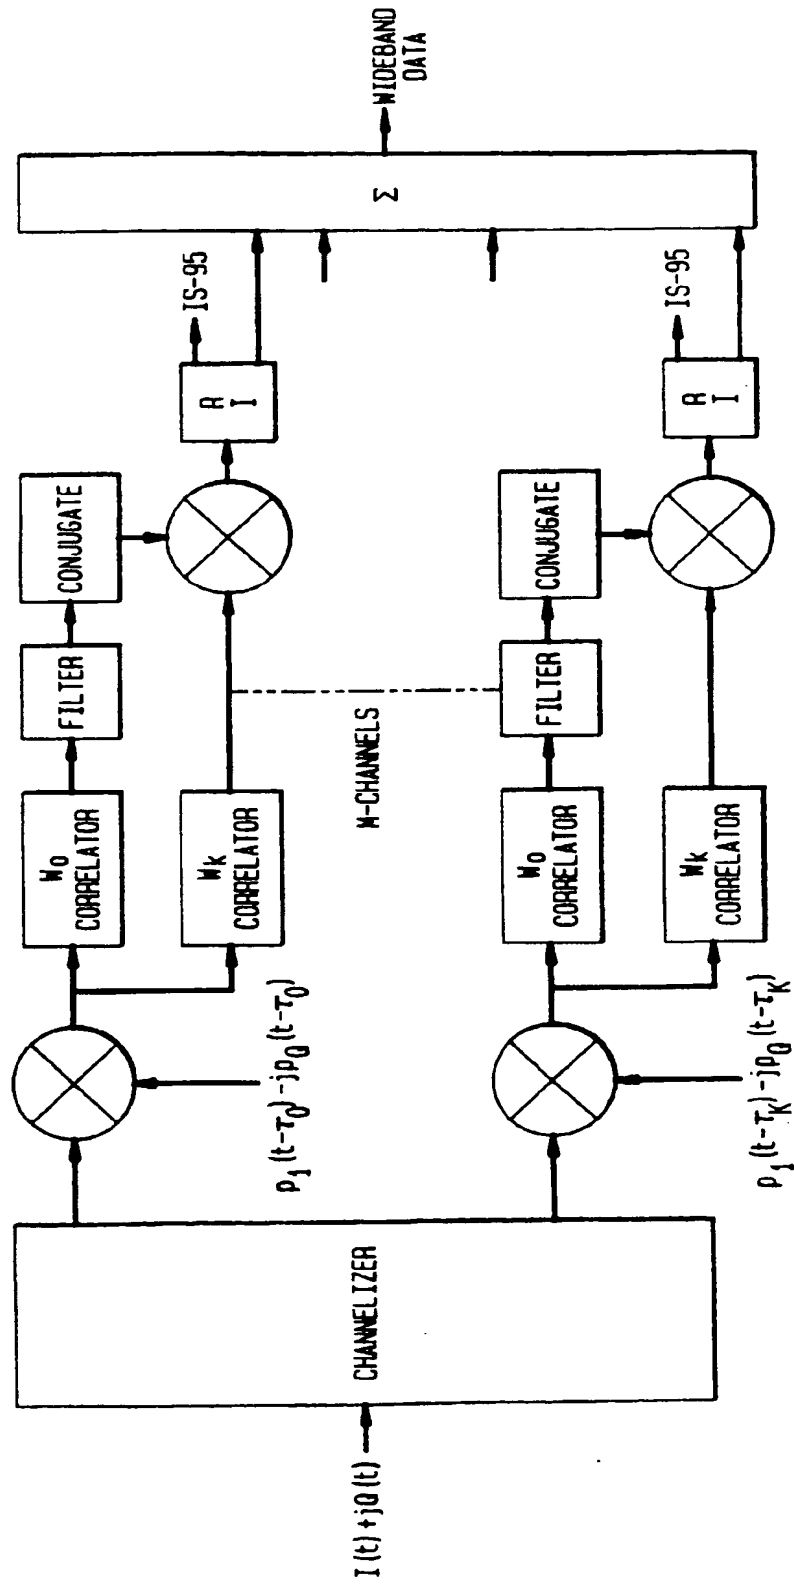 I(t)+jQ(t)
CHANNELIZER
p1(t-τ0)-jpQ(t-τ0)
W0
CORRELATOR
FILTER
CONJUGATE
Wk
CORRELATOR
R
I
IS-95
M-CHANNELS
p1(t-τK)-jpQ(t-τK)
W0
CORRELATOR
FILTER
CONJUGATE
Wk
CORRELATOR
R
I
IS-95
Σ
WIDEBAND
DATA